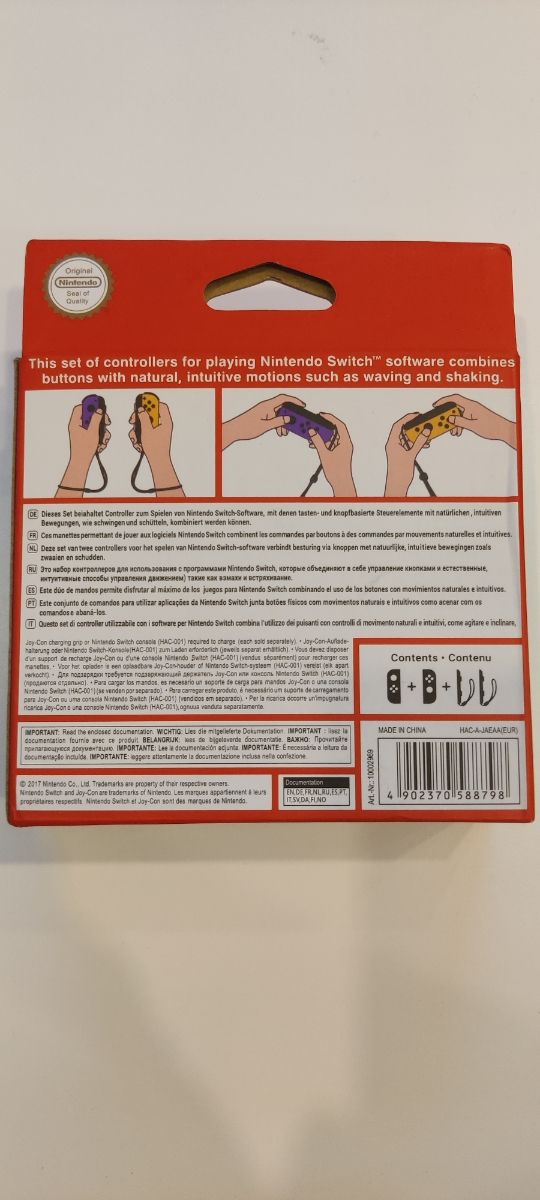 Original
Nintendo
Seal of
Quality
This set of controllers for playing Nintendo Switch™ software combines
buttons with natural, intuitive motions such as waving and shaking.
DE Dieses Set beiahaltet Controller zum Spielen von Nintendo Switch-Software, mit denen tasten- und knopfbasierte Steuerelemente mit natürlichen, intuitiven
Bewegungen, wie schwingen und schütteln, kombiniert werden können.
FR Ces manettes permettant de jouer aux logiciels Nintendo Switch combinent les commandes par boutons à des commandes par mouvements naturelles et intuitives.
NL Deze set van twee controllers voor het spelen van Nintendo Switch-software verbindt besturing via knoppen met natuurlijke, intuitieve bewegingen zoals
zwaaien en schudden.
RU Это набор контроллеров для использования с программами Nintendo Switch, которые объединяют в себе управление кнопками и естественные,
интуитивные способы управления движением) такие как взмахи и встряхивание.
ES Este dúo de mandos permite disfrutar al máximo de los juegos para Nintendo Switch combinando el uso de los botones con movimientos naturales e intuitivos.
PT Este conjunto de comandos para utilizar aplicações da Nintendo Switch junta botões físicos com movimentos naturais e intuitivos como acenar com os
comandos e abaná-los.
IT Questo set di controller utilizzabile con i software per Nintendo Switch combina l'utilizzo dei puisanti con controlli di movimento naturali e intuitivi, come agitare e inclinare,
Joy-Con charging grip or Nintendo Switch console (HAC-001) required to charge (each sold separately). • Joy-Con-Auflade-
halterung oder Nintendo Switch-Konsole(HAC-001) zum Laden erforderlich (jeweils separat erhältlich). • Vous devez disposer
d'un support de recharge Joy-Con ou d'une console Nintendo Switch (HAC-001) (vendus séparément) pour recharger ces
manettes. • Voor het opladen is een oplaadbare Joy-Con-houder of Nintendo Switch-systeem (HAC-001) vereist (elk apart
verkocht). • Для подзарядки требуется подзаряжающий держатель Joy-Con или консоль Nintendo Switch (HAC-001)
(продаются отдельно). • Para cargar los mandos, es necesario un soporte de carga para mandos Joy-Con o una consola
Nintendo Switch (HAC-001) (se venden por separado). • Para carregar este produto, é necessário um suporte de carregamento
para Joy-Con ou uma consola Nintendo Switch (HAC-001) (vendidos em separado). • Per la ricarica occorre un'impugnatura
ricarica Joy-Con o una console Nintendo Switch (HAC-001), ognuua venduta separatamente.
Contents • Contenu
+ +
IMPORTANT: Read the enclosed documentation. WICHTIG: Lies die mitgelieferte Dokumentation. IMPORTANT : lisez la
documentation fournie avec ce produit. BELANGRIJK: lees de bijgeleverde documentatie. ВАЖНО: Прочитайте
прилагающуюся документацию. IMPORTANTE: Lee la documentación adjunta. IMPORTANTE: É necessária a leitura da
documentação incluída. IMPORTANTE: leggere attentamente la documentazione inclusa nella confezione.
MADE IN CHINA HAC-A-JAEAA(EUR)
Art.-Nr.: 10002969
4 902370 588798
© 2017 Nintendo Co., Ltd. Trademarks are property of their respective owners.
Nintendo Switch and Joy-Con are trademarks of Nintendo. Les marques appartiennent à leurs
propriétaires respectifs. Nintendo Switch et Joy-Con sont des marques de Nintendo.
Documentation
EN,DE,FR,NL,RU,ES,PT,
IT,SV,DA,FI,NO